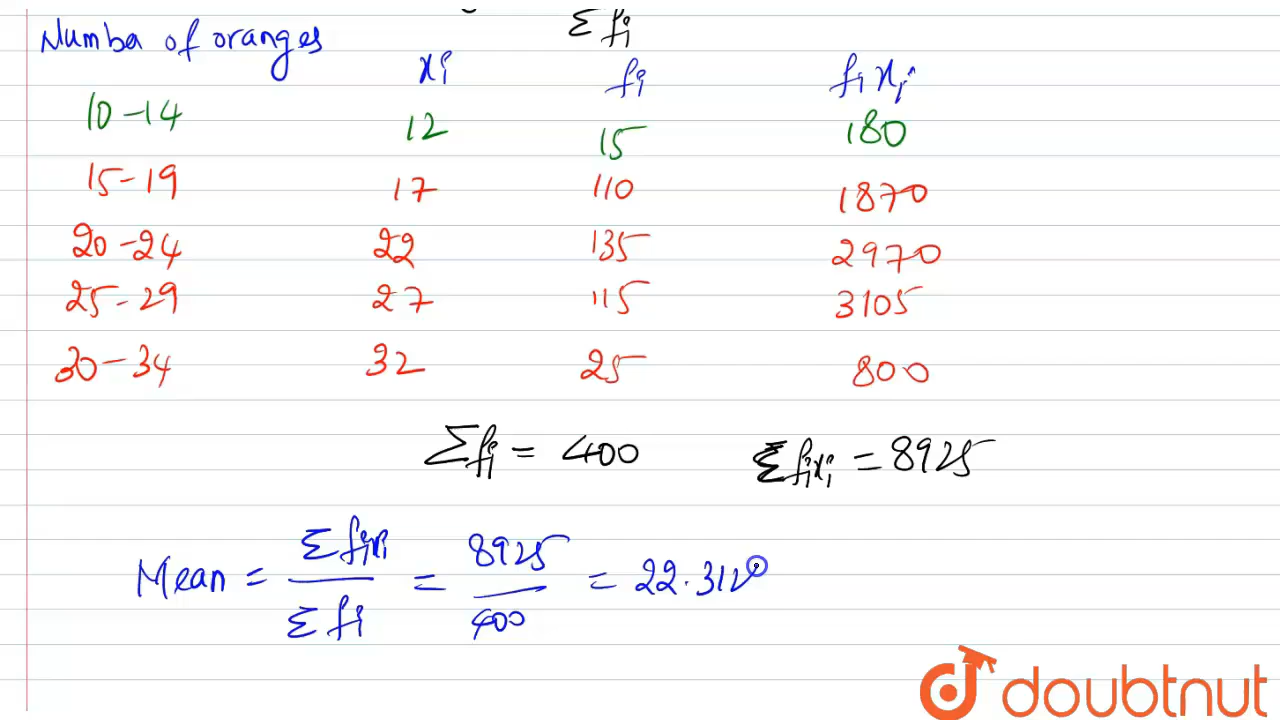 Σfi
Number of oranges xi fi fixi
10-14 12 15 180
15-19 17 110 1870
20-24 22 135 2970
25-29 27 115 3105
30-34 32 25 800
Σfi = 400 Σfixi = 8925
Mean = Σfixi / Σfi = 8925 / 400 = 22.312
doubtnut